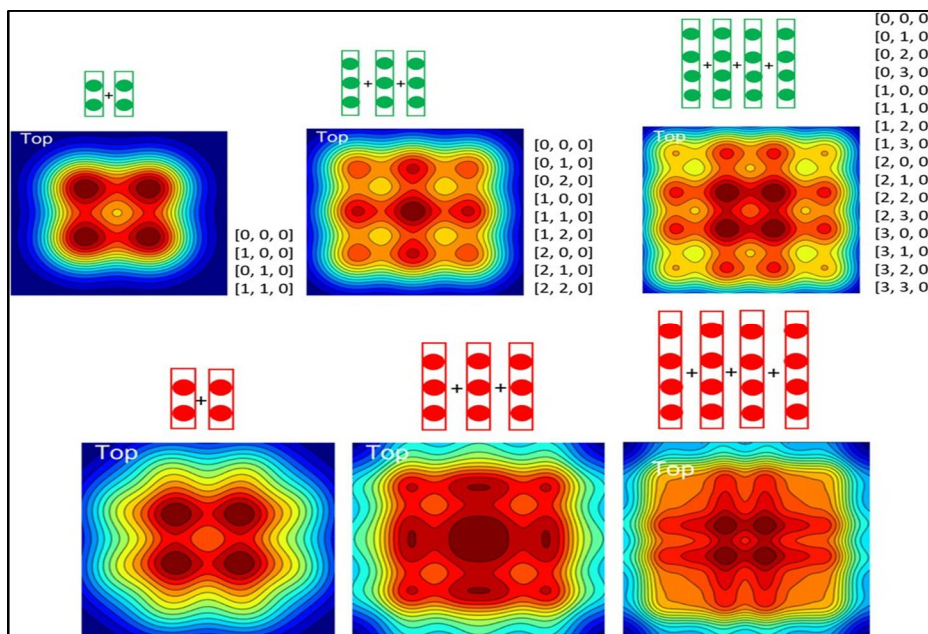 +
+ +
+ + +
Top
[0, 0, 0]
[1, 0, 0]
[0, 1, 0]
[1, 1, 0]
Top
[0, 0, 0]
[0, 1, 0]
[0, 2, 0]
[1, 0, 0]
[1, 1, 0]
[1, 2, 0]
[2, 0, 0]
[2, 1, 0]
[2, 2, 0]
Top
[0, 0, 0
[0, 1, 0
[0, 2, 0
[0, 3, 0
[1, 0, 0
[1, 1, 0
[1, 2, 0
[1, 3, 0
[2, 0, 0
[2, 1, 0
[2, 2, 0
[2, 3, 0
[3, 0, 0
[3, 1, 0
[3, 2, 0
[3, 3, 0
+
+ +
+ + +
Top
Top
Top